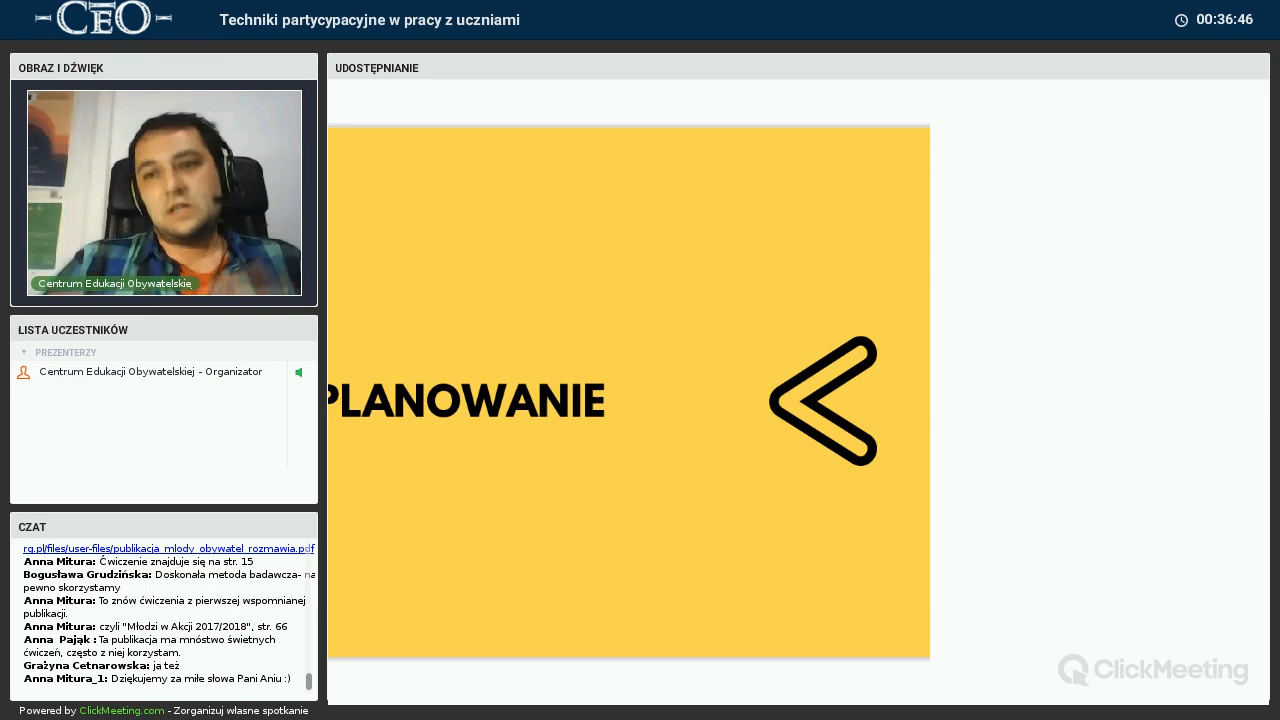 CEO
Techniki partycypacyjne w pracy z uczniami
00:36:46
OBRAZ I DŹWIĘK
Centrum Edukacji Obywatelskie
LISTA UCZESTNIKÓW
PREZENTERZY
Centrum Edukacji Obywatelskiej - Organizator
CZAT
rg.pl/files/user-files/publikacja_mlody_obywatel_rozmawia.pdf
Anna Mitura: Ćwiczenie znajduje się na str. 15
Bogusława Grudzińska: Doskonała metoda badawcza- na
pewno skorzystamy
Anna Mitura: To znów ćwiczenia z pierwszej wspomnianej
publikacji.
Anna Mitura: czyli "Młodzi w Akcji 2017/2018", str. 66
Anna Pająk : Ta publikacja ma mnóstwo świetnych
ćwiczeń, często z niej korzystam.
Grażyna Cetnarowska: ja też
Anna Mitura_1: Dziękujemy za miłe słowa Pani Aniu :)
Powered by ClickMeeting.com - Zorganizuj własne spotkanie
UDOSTĘPNIANIE
PLANOWANIE
ClickMeeting